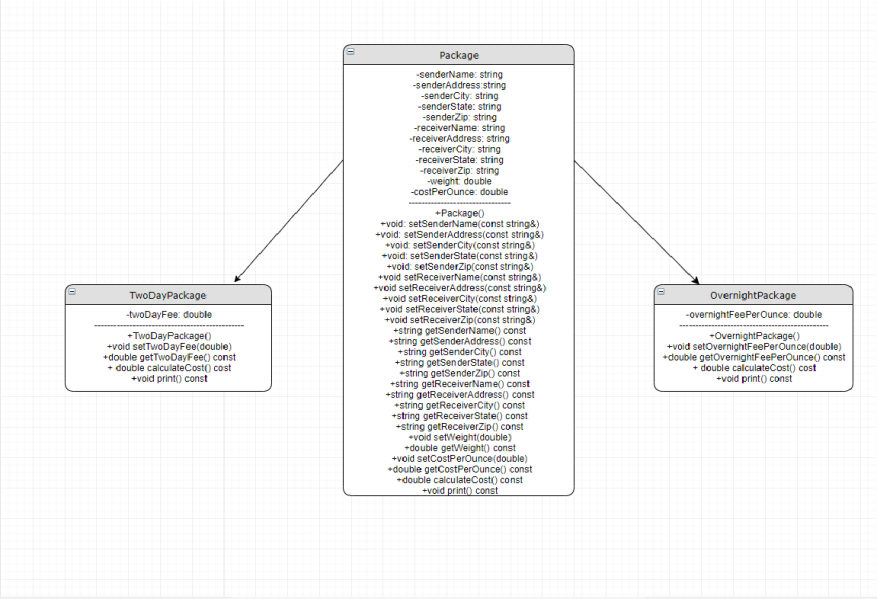 Package
-senderName: string
-senderAddress:string
-senderCity: string
-senderState: string
-senderZip: string
-receiverName: string
-receiverAddress: string
-receiverCity: string
-receiverState: string
-receiverZip: string
-weight: double
-costPerOunce: double
--------------------------------
+Package()
+void: setSenderName(const string&)
+void: setSenderAddress(const string&)
+void: setSenderCity(const string&)
+void: setSenderState(const string&)
+void: setSenderZip(const string&)
+void setReceiverName(const string&)
+void setReceiverAddress(const string&)
+void setReceiverCity(const string&)
+void setReceiverState(const string&)
+void setReceiverZip(const string&)
+string getSenderName() const
+string getSenderAddress() const
+string getSenderCity() const
+string getSenderState() const
+string getSenderZip() const
+string getReceiverName() const
+string getReceiverAddress() const
+string getReceiverCity() const
+string getReceiverState() const
+string getReceiverZip() const
+void setWeight(double)
+double getWeight() const
+void setCostPerOunce(double)
+double getCostPerOunce() const
+double calculateCost() const
+void print() const
TwoDayPackage
-twoDayFee: double
------------------------------------------------
+TwoDayPackage()
+void setTwoDayFee(double)
+double getTwoDayFee() const
+ double calculateCost() cost
+void print() const
OvernightPackage
-overnightFeePerOunce: double
------------------------------------------------
+OvernightPackage()
+void setOvernightFeePerOunce(double)
+double getOvernightFeePerOunce() const
+ double calculateCost() cost
+void print() const